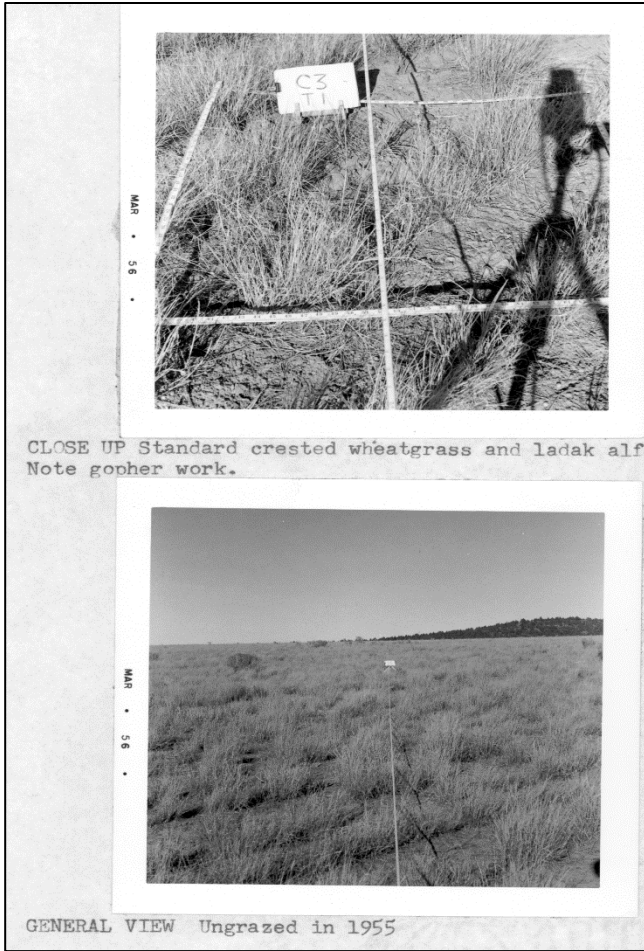 C3
T1
MAR • 56 •
CLOSE UP Standard crested wheatgrass and ladak alf
Note gopher work.
MAR • 56 •
GENERAL VIEW Ungrazed in 1955